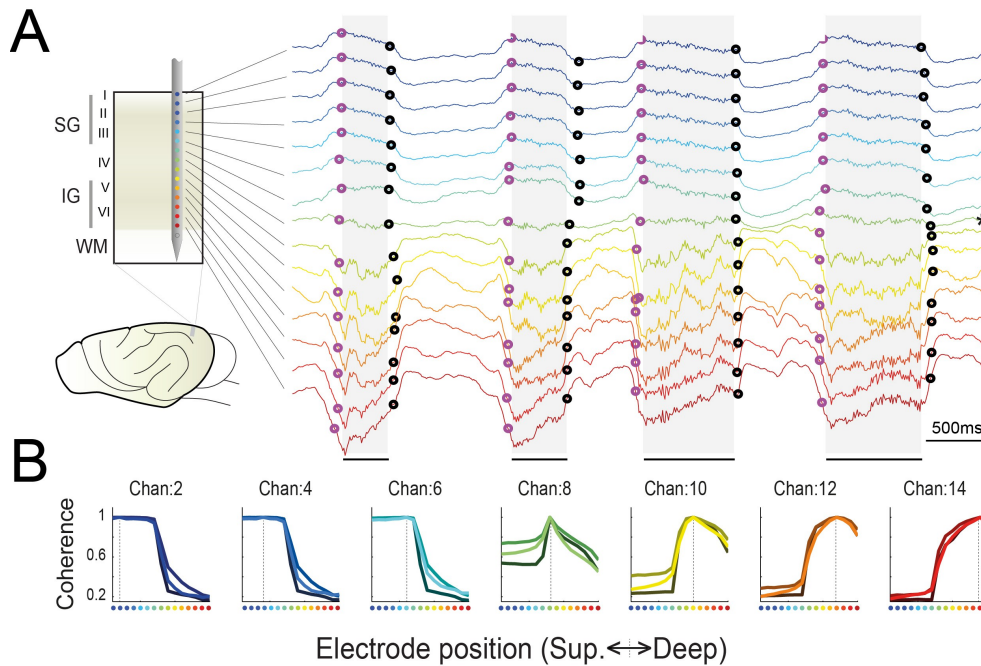 A
I
II
SG
III
IV
V
IG
VI
WM
*
500ms
B
Chan:2 Chan:4 Chan:6 Chan:8 Chan:10 Chan:12 Chan:14
Coherence
1
0.6
0.2
Electrode position (Sup.<-->Deep)